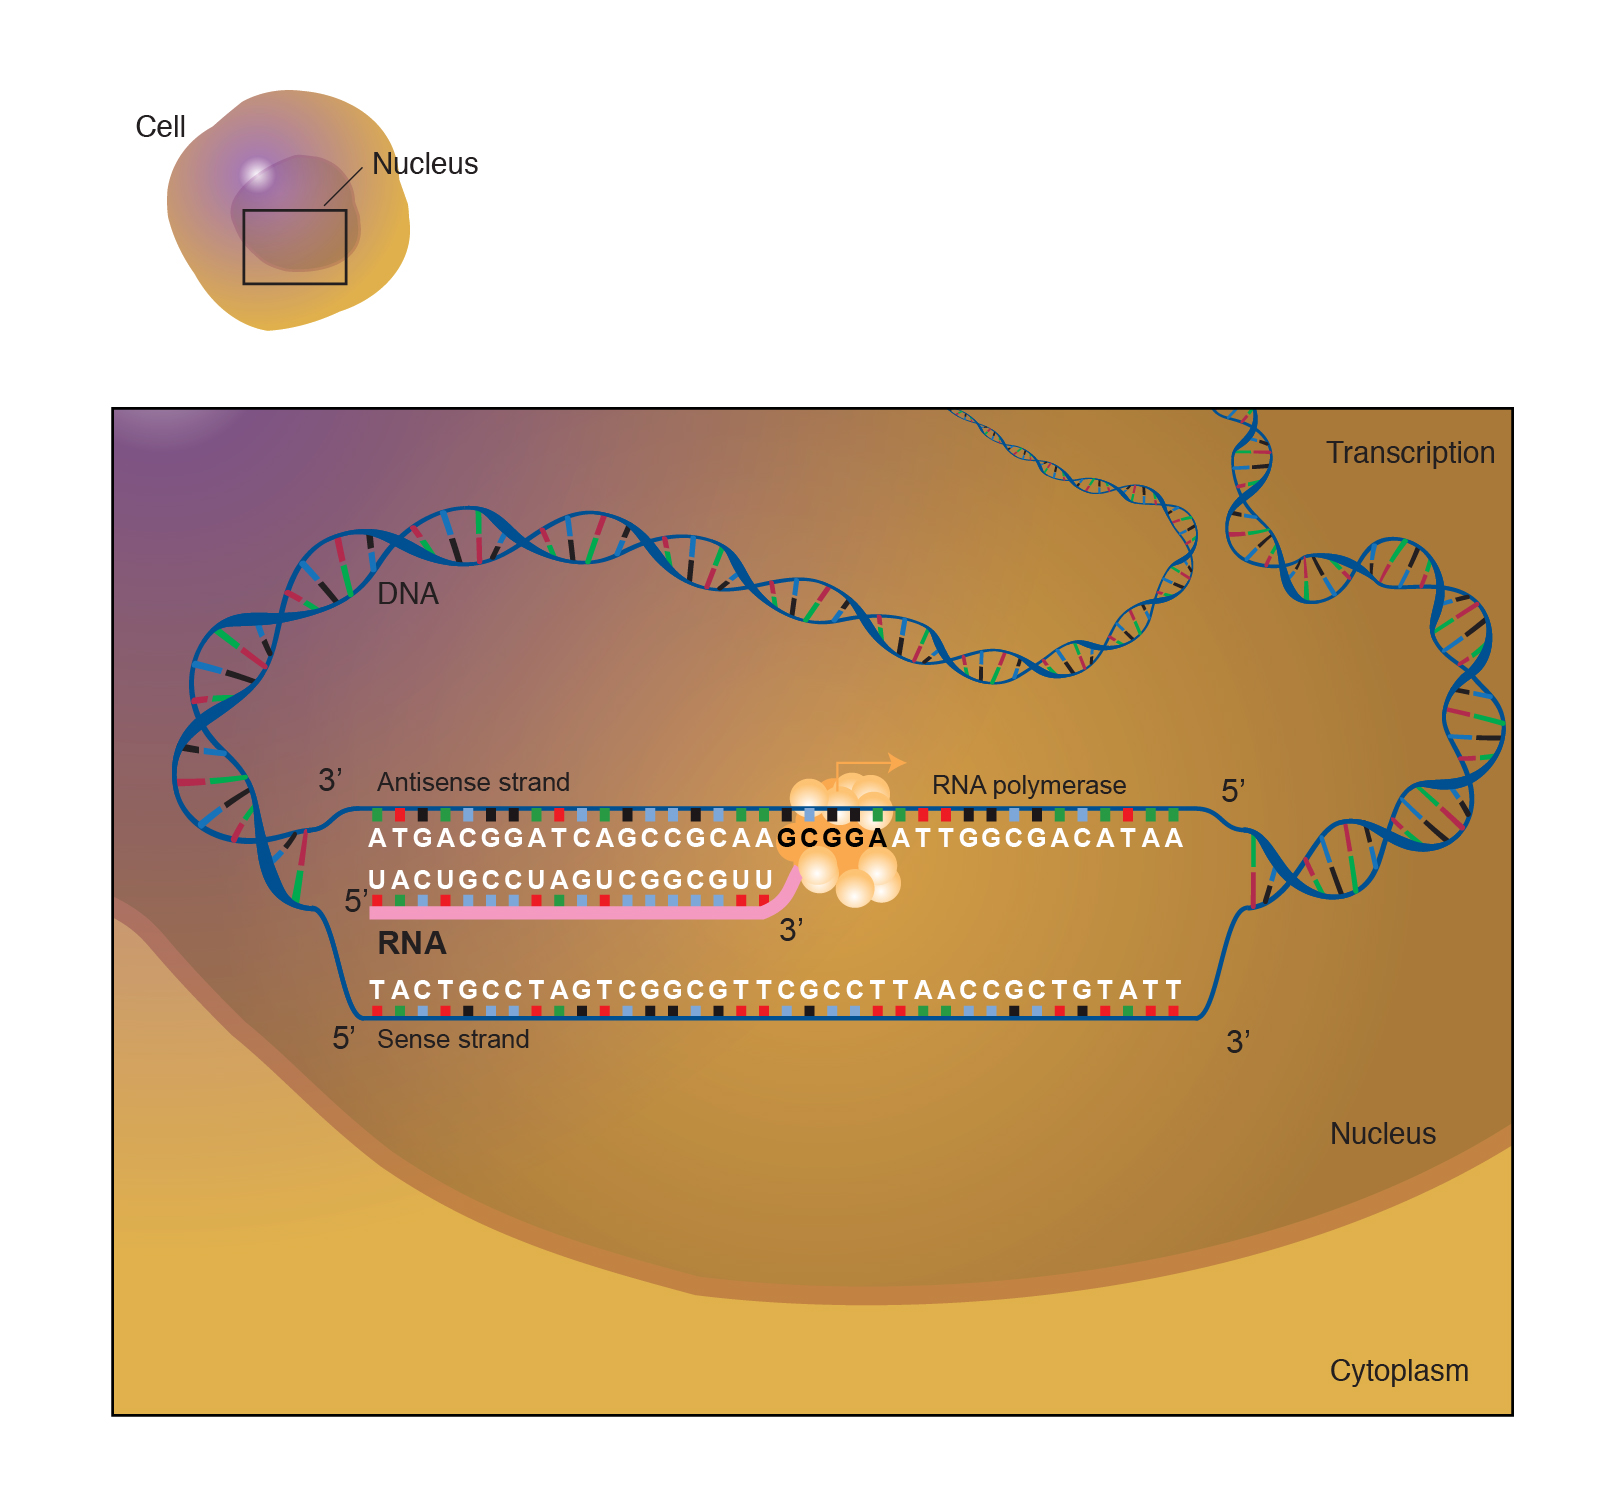 Cell
Nucleus
Transcription
DNA
3’
Antisense strand
RNA polymerase
5’
ATGACGGATCAGCCGCAAGCGGAATTGGCGACATAA
UACUGCCUAGUCGGCGUU
5’
3’
RNA
TACTGCCTAGTCGGCGTTCGCCTTAACCGCTGTATT
5’
Sense strand
3’
Nucleus
Cytoplasm